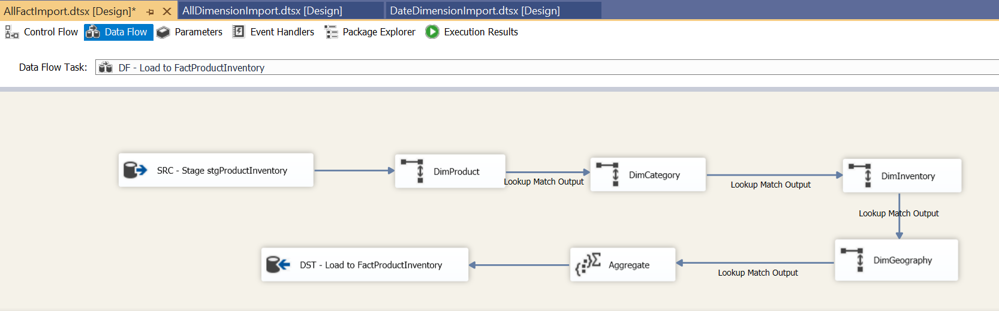 AllFactImport.dtsx [Design]* AllDimensionImport.dtsx [Design] DateDimensionImport.dtsx [Design]
Control Flow Data Flow Parameters Event Handlers Package Explorer Execution Results
Data Flow Task: DF - Load to FactProductInventory
SRC - Stage stgProductInventory
DimProduct
Lookup Match Output
DimCategory
Lookup Match Output
DimInventory
Lookup Match Output
DimGeography
Lookup Match Output
Aggregate
DST - Load to FactProductInventory